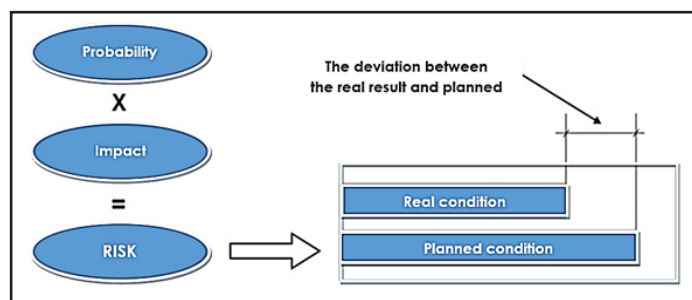 Probability
X
Impact
=
RISK
The deviation between
the real result and planned
Real condition
Planned condition